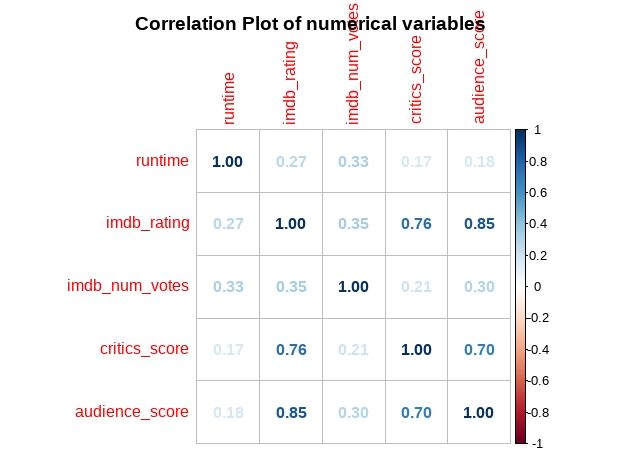 Correlation Plot of numerical variables
runtime
imdb_rating
imdb_num_votes
critics_score
audience_score
runtime 1.00 0.27 0.33 0.17 0.18
imdb_rating 0.27 1.00 0.35 0.76 0.85
imdb_num_votes 0.33 0.35 1.00 0.21 0.30
critics_score 0.17 0.76 0.21 1.00 0.70
audience_score 0.18 0.85 0.30 0.70 1.00
1
0.8
0.6
0.4
0.2
0
-0.2
-0.4
-0.6
-0.8
-1